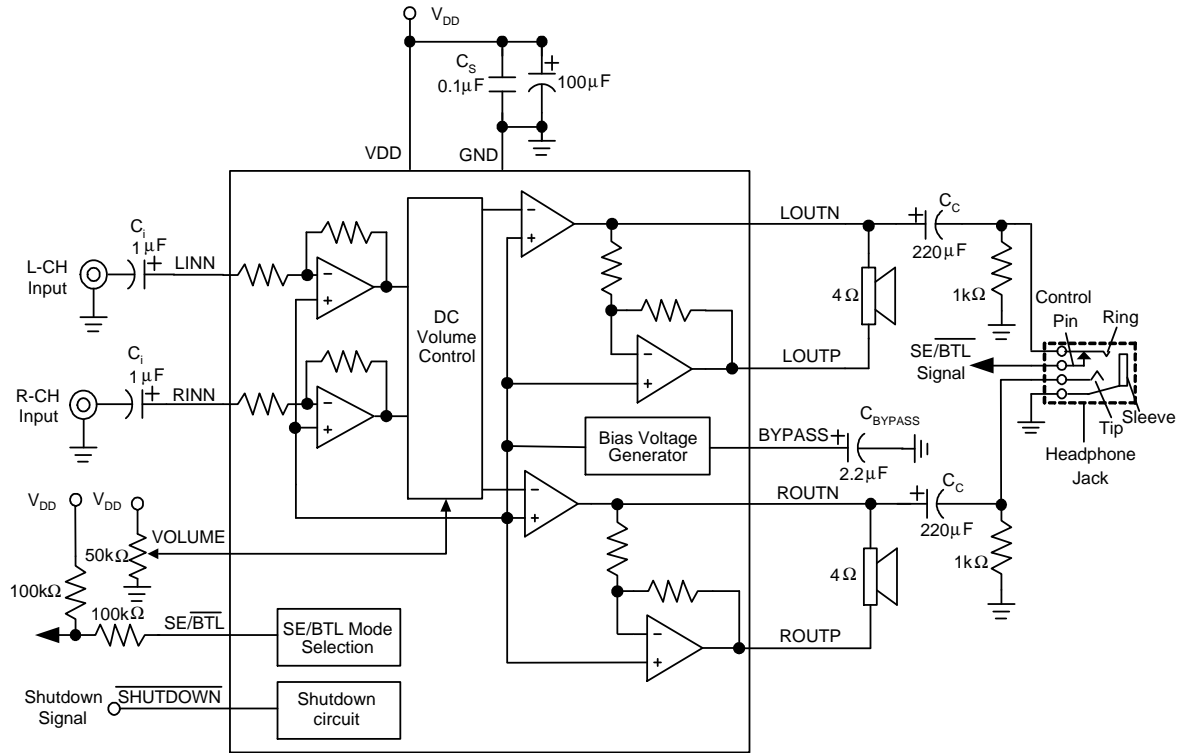 V_DD
C_S
0.1µF
+
100µF
VDD
GND
C_i
1µF
+
L-CH
Input
LINN
−
+
DC
Volume
Control
−
+
−
+
LOUTN
LOUTP
4Ω
+
C_C
220µF
1kΩ
Control
Pin
Ring
SE/B̅T̅L̅
Signal
Tip
Sleeve
Headphone
Jack
C_i
1µF
+
R-CH
Input
RINN
−
+
Bias Voltage
Generator
BYPASS
+
C_BYPASS
2.2µF
−
+
−
+
ROUTN
ROUTP
4Ω
+
C_C
220µF
1kΩ
V_DD
V_DD
VOLUME
50kΩ
100kΩ
100kΩ
SE/B̅T̅L̅
SE/BTL Mode
Selection
Shutdown
Signal
S̅H̅U̅T̅D̅O̅W̅N̅
Shutdown
circuit